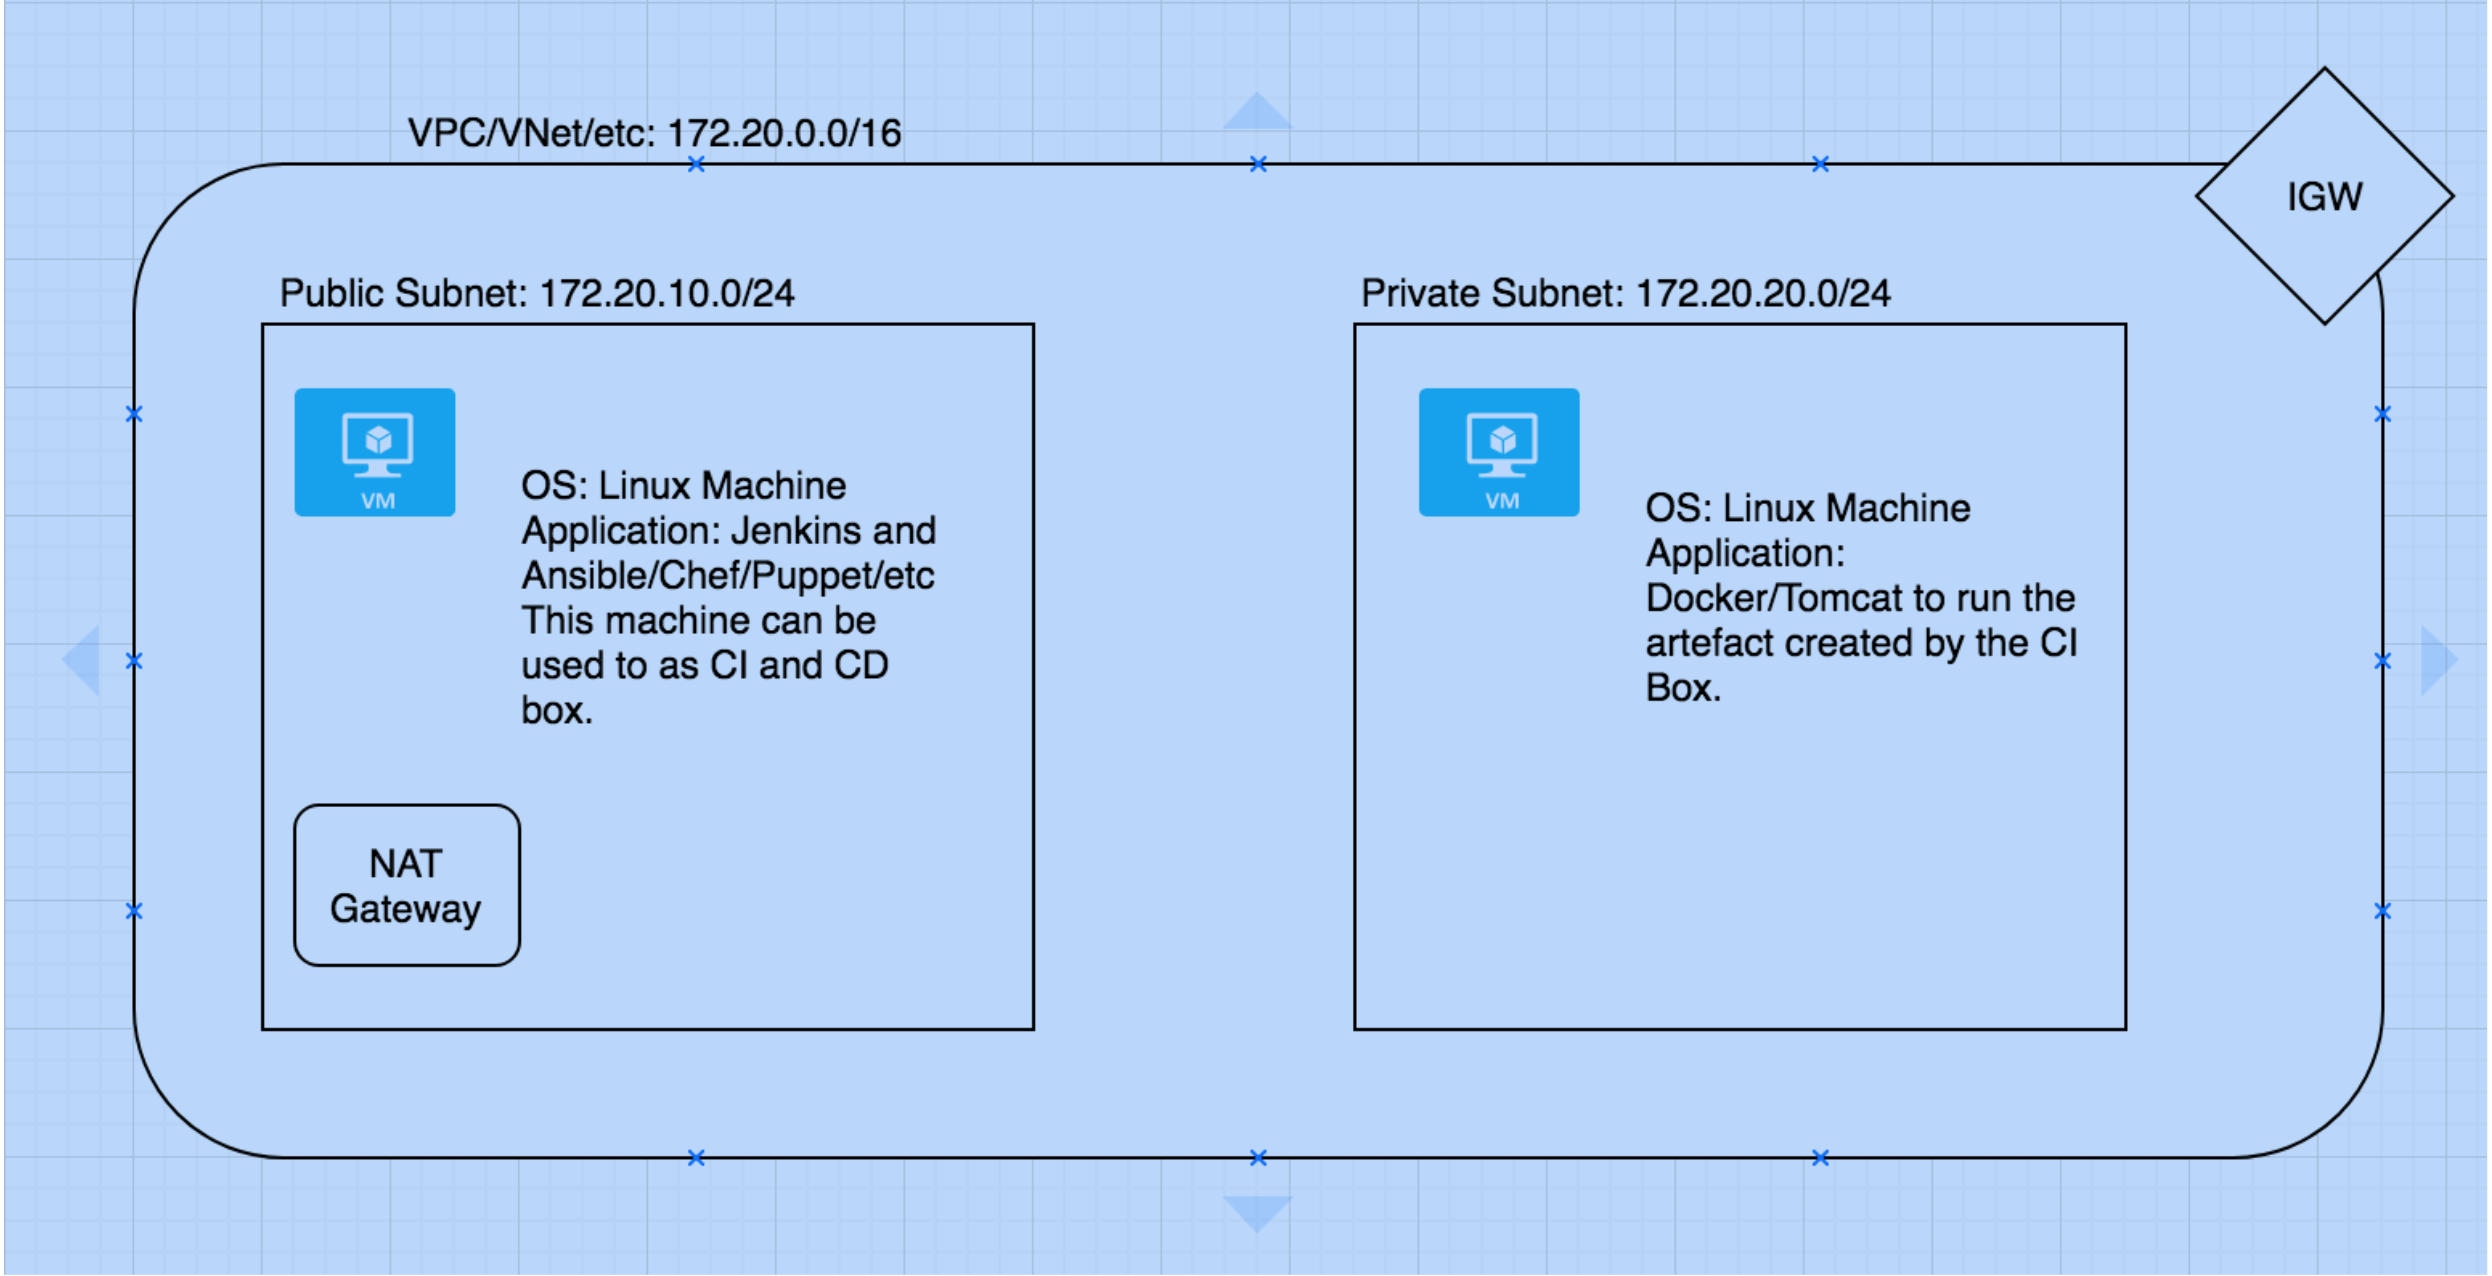 VPC/VNet/etc: 172.20.0.0/16
IGW
Public Subnet: 172.20.10.0/24
VM
OS: Linux Machine
Application: Jenkins and
Ansible/Chef/Puppet/etc
This machine can be
used to as CI and CD
box.
NAT
Gateway
Private Subnet: 172.20.20.0/24
VM
OS: Linux Machine
Application:
Docker/Tomcat to run the
artefact created by the CI
Box.